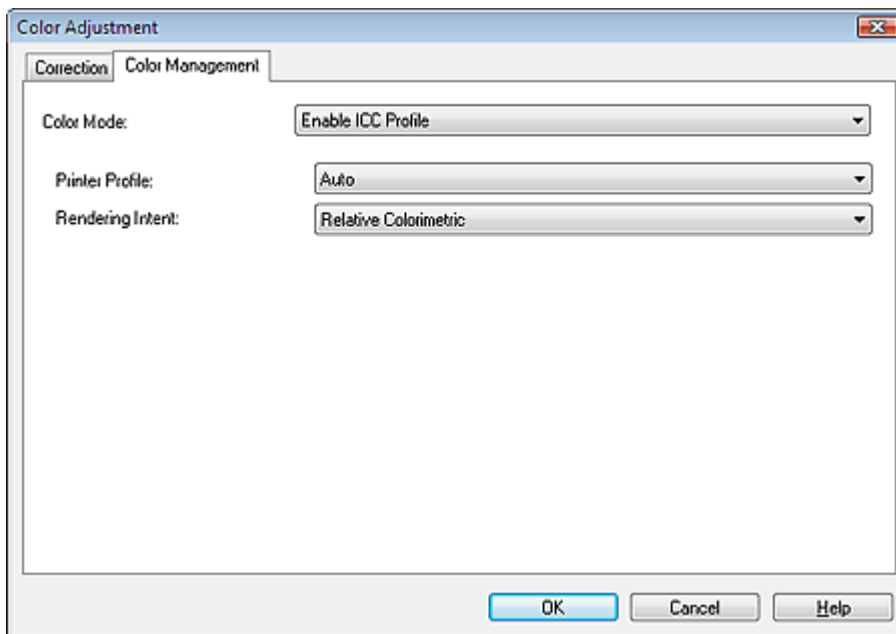 Color Adjustment
Correction Color Management
Color Mode: Enable ICC Profile
Printer Profile: Auto
Rendering Intent: Relative Colorimetric
OK Cancel Help